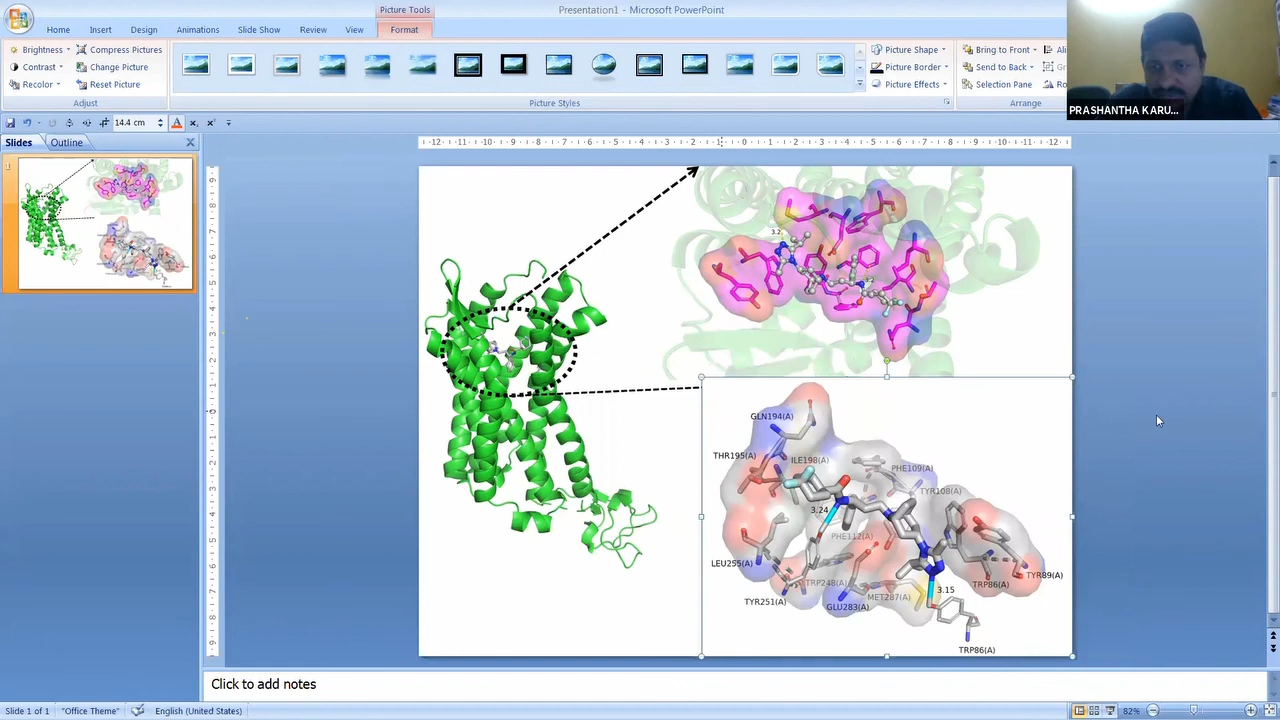 Picture Tools
Presentation1 - Microsoft PowerPoint
Home Insert Design Animations Slide Show Review View Format
Brightness Compress Pictures
Contrast Change Picture
Recolor Reset Picture
Picture Shape
Picture Border
Picture Effects
Bring to Front
Send to Back
Selection Pane
Adjust
Picture Styles
Arrange
PRASHANTHA KARU...
14.4 cm
Slides Outline
1
3.2
GLN194(A)
THR195(A)
ILE198(A)
PHE109(A)
TYR108(A)
3.24
PHE112(A)
LEU255(A)
TRP248(A)
TYR251(A)
GLU283(A)
MET287(A)
3.15
TRP86(A)
TYR89(A)
TRP86(A)
Click to add notes
Slide 1 of 1
"Office Theme"
English (United States)
82%